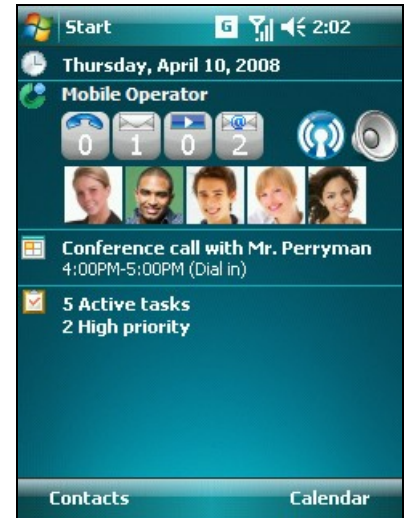 Start G 2:02
Thursday, April 10, 2008
Mobile Operator
0 1 0 2
Conference call with Mr. Perryman
4:00PM-5:00PM (Dial in)
5 Active tasks
2 High priority
Contacts Calendar